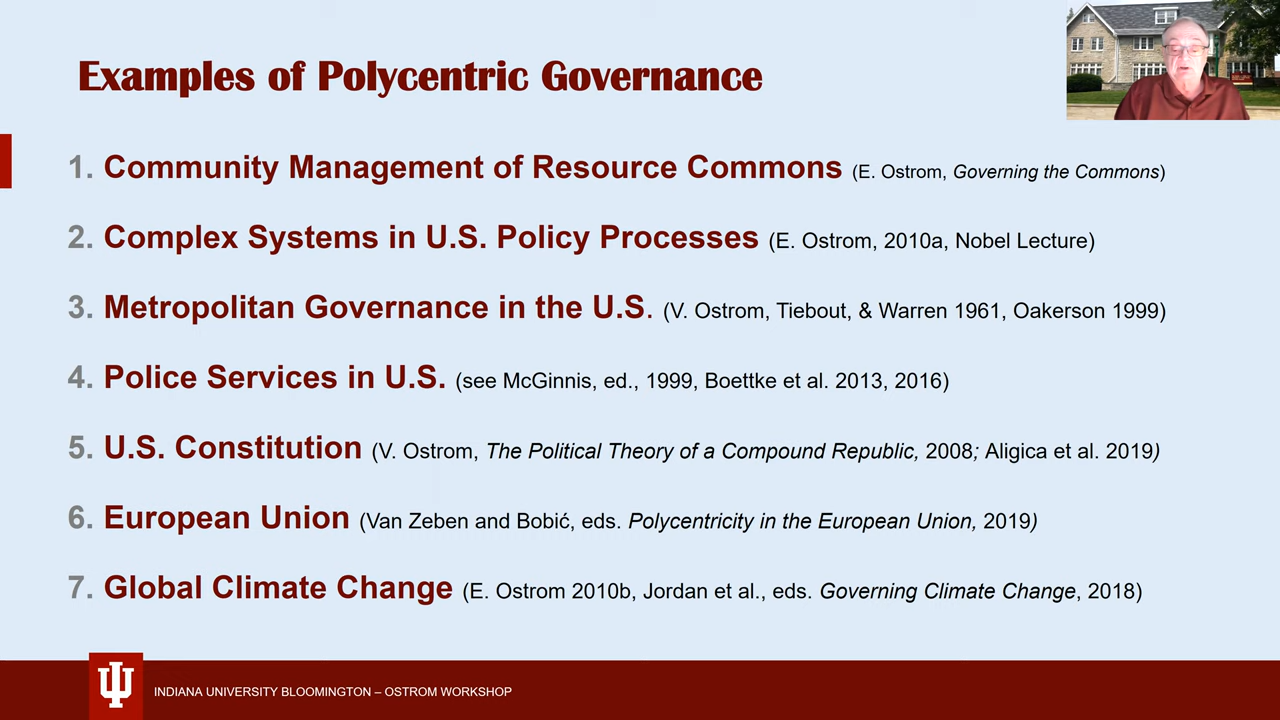 Examples of Polycentric Governance
1. Community Management of Resource Commons (E. Ostrom, Governing the Commons)
2. Complex Systems in U.S. Policy Processes (E. Ostrom, 2010a, Nobel Lecture)
3. Metropolitan Governance in the U.S. (V. Ostrom, Tiebout, & Warren 1961, Oakerson 1999)
4. Police Services in U.S. (see McGinnis, ed., 1999, Boettke et al. 2013, 2016)
5. U.S. Constitution (V. Ostrom, The Political Theory of a Compound Republic, 2008; Aligica et al. 2019)
6. European Union (Van Zeben and Bobić, eds. Polycentricity in the European Union, 2019)
7. Global Climate Change (E. Ostrom 2010b, Jordan et al., eds. Governing Climate Change, 2018)
INDIANA UNIVERSITY BLOOMINGTON – OSTROM WORKSHOP